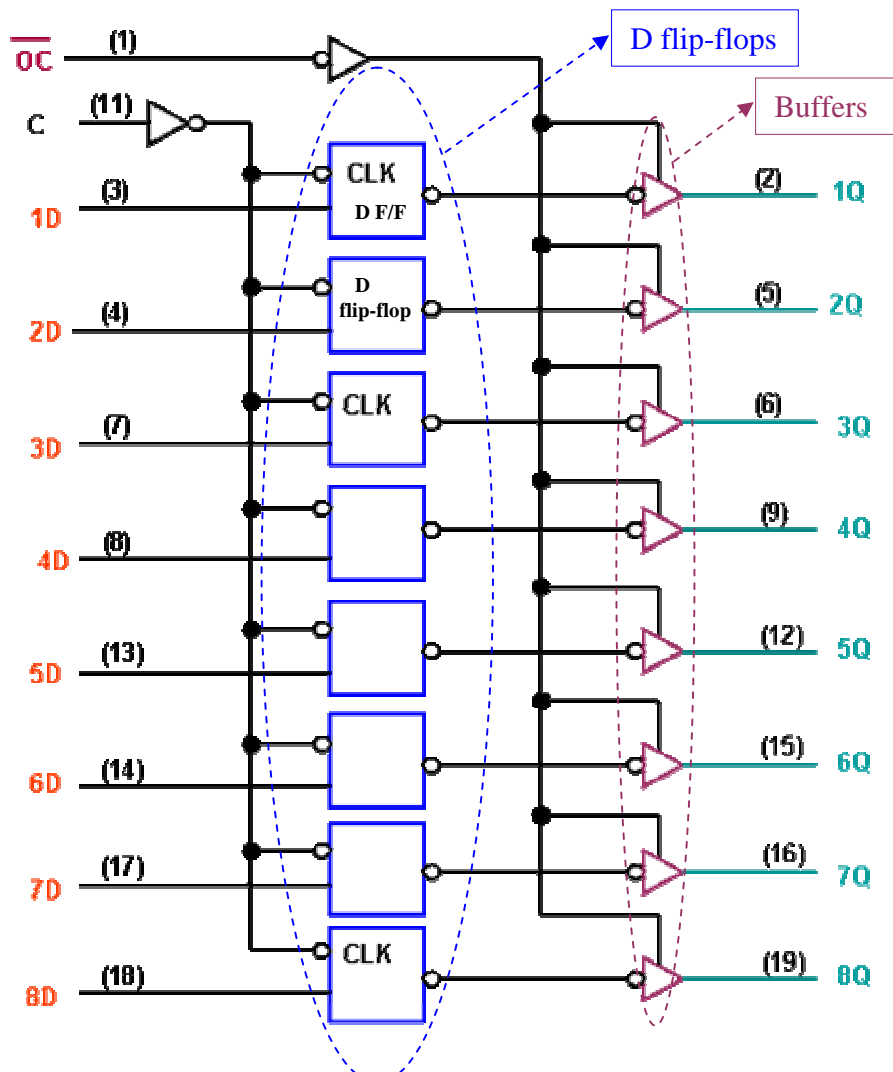 D flip-flops
Buffers
OC (1)
C (11)
CLK
D F/F
1D (3)
(2) 1Q
D
flip-flop
2D (4)
(5) 2Q
CLK
3D (7)
(6) 3Q
4D (8)
(9) 4Q
5D (13)
(12) 5Q
6D (14)
(15) 6Q
7D (17)
(16) 7Q
CLK
8D (18)
(19) 8Q